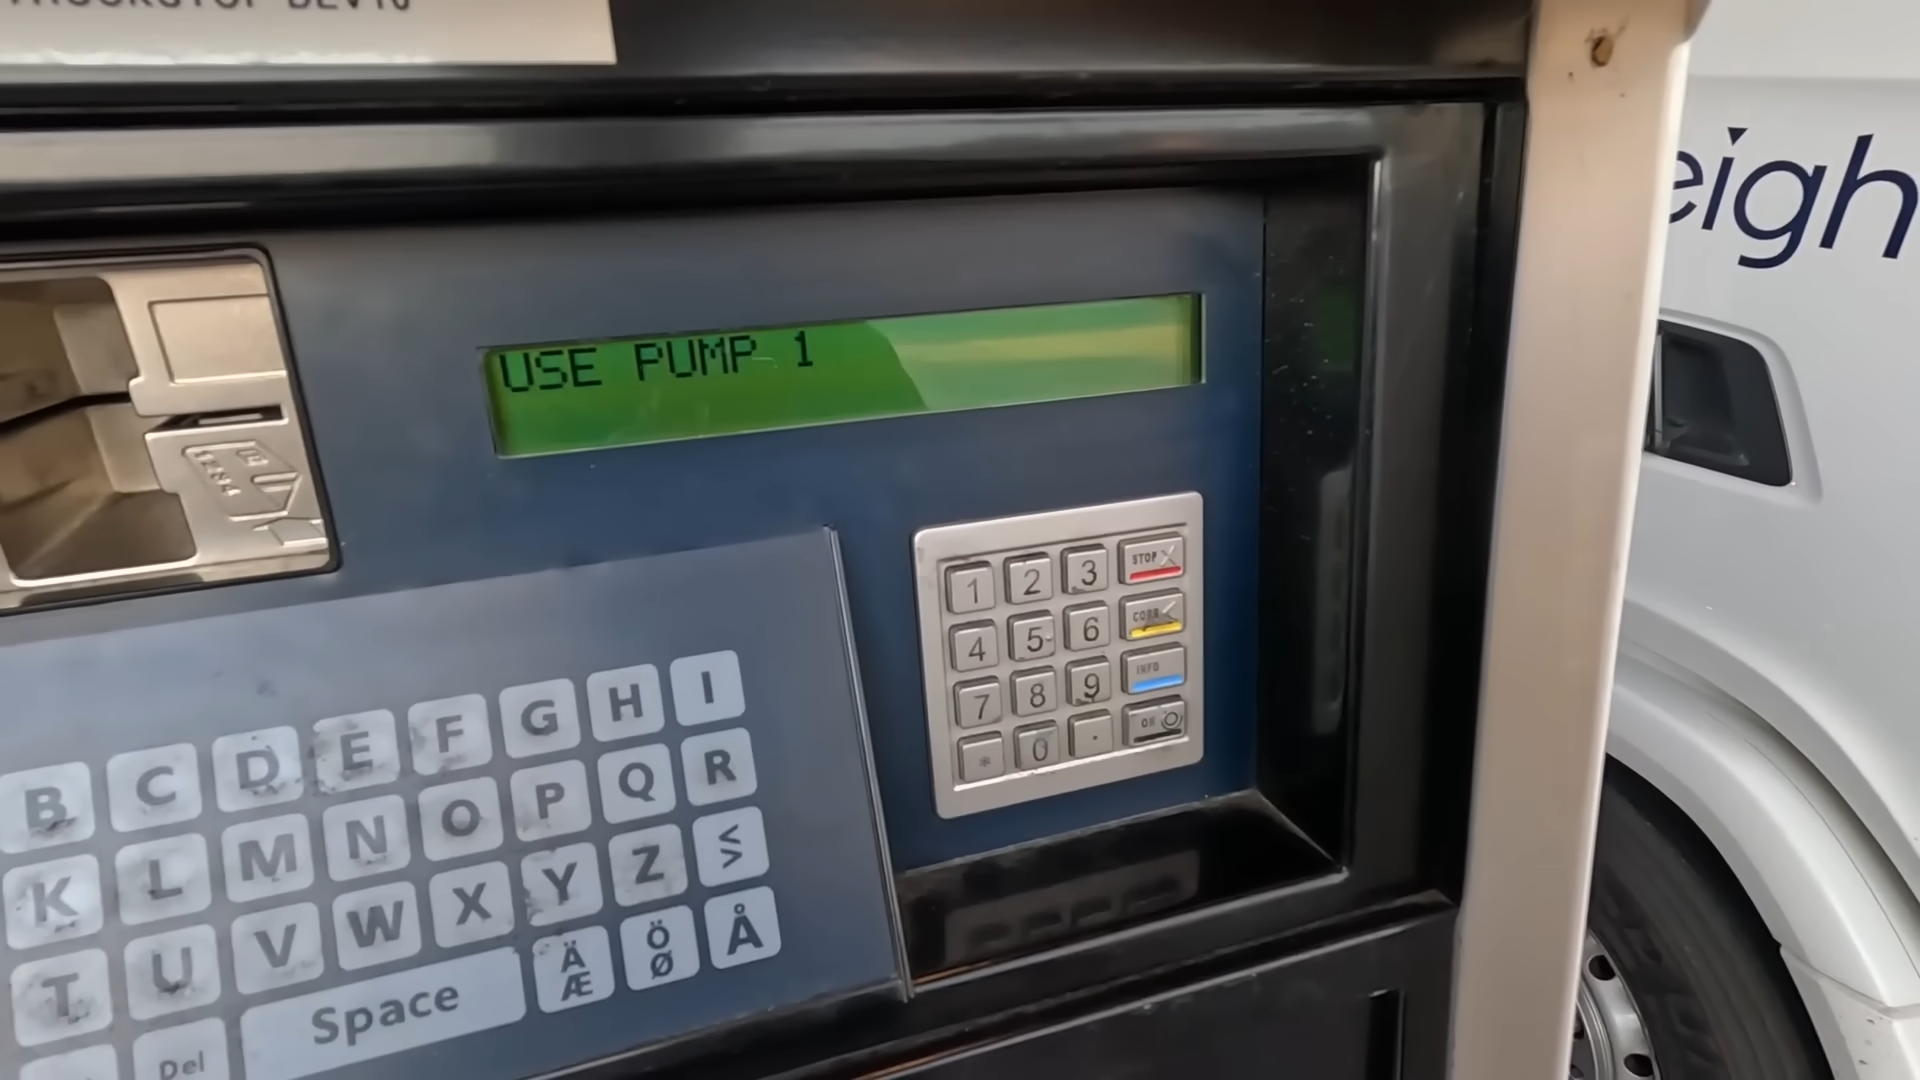 eigh
USE PUMP 1
1 2 3 STOP
4 5 6 CORR
7 8 9 INFO
* 0 . OK
B C D E F G H I
K L M N O P Q R
T U V W X Y Z < >
Del Space Ä Æ Ö Ø Å